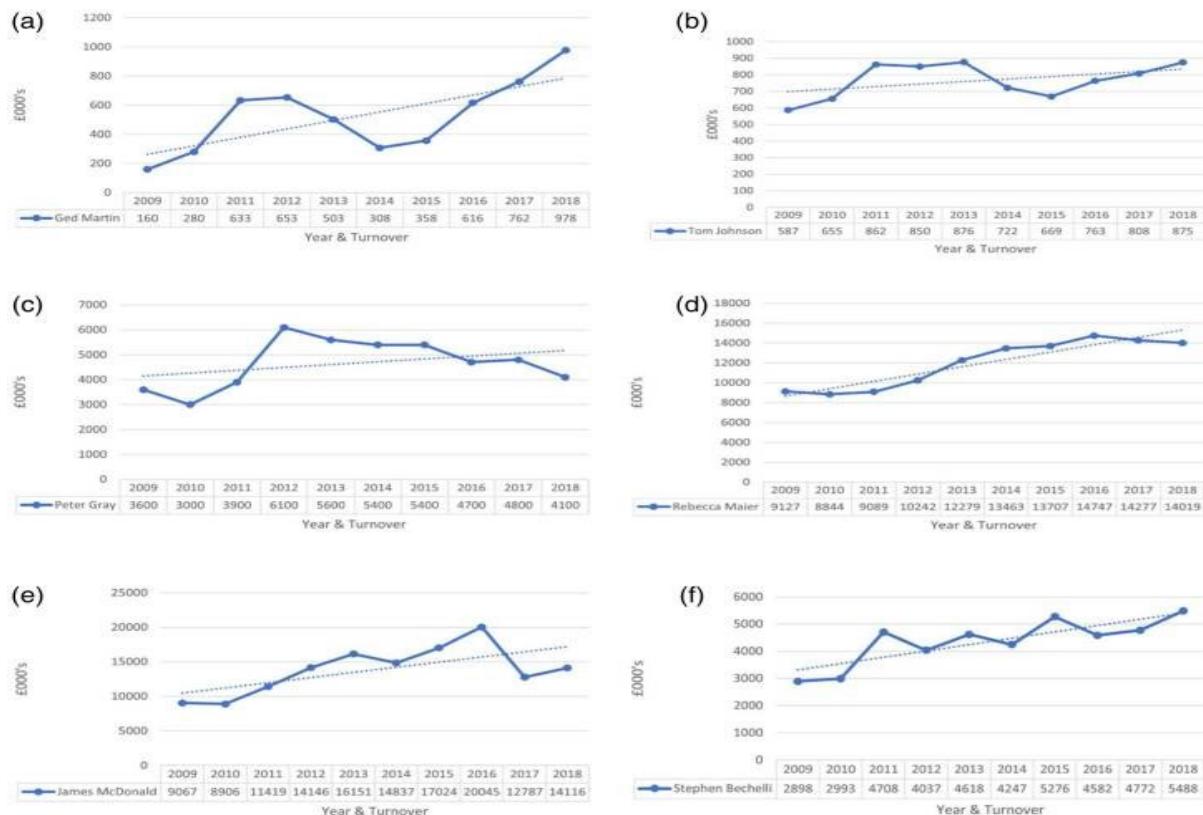 (a)
1200
1000
800
600
400
200
0
£000's
2009 2010 2011 2012 2013 2014 2015 2016 2017 2018
Ged Martin 160 280 633 653 503 308 358 616 762 978
Year & Turnover
(b)
1000
900
800
700
600
500
400
300
200
100
0
£000's
2009 2010 2011 2012 2013 2014 2015 2016 2017 2018
Tom Johnson 587 655 862 850 876 722 669 763 808 875
Year & Turnover
(c)
7000
6000
5000
4000
3000
2000
1000
0
£000's
2009 2010 2011 2012 2013 2014 2015 2016 2017 2018
Peter Gray 3600 3000 3900 6100 5600 5400 5400 4700 4800 4100
Year & Turnover
(d)
18000
16000
14000
12000
10000
8000
6000
4000
2000
0
£000's
2009 2010 2011 2012 2013 2014 2015 2016 2017 2018
Rebecca Maier 9127 8844 9089 10242 12279 13463 13707 14747 14277 14019
Year & Turnover
(e)
25000
20000
15000
10000
5000
0
£000's
2009 2010 2011 2012 2013 2014 2015 2016 2017 2018
James McDonald 9067 8906 11419 14146 16151 14837 17024 20045 12787 14116
Year & Turnover
(f)
6000
5000
4000
3000
2000
1000
0
£000's
2009 2010 2011 2012 2013 2014 2015 2016 2017 2018
Stephen Bechelli 2898 2993 4708 4037 4618 4247 5276 4582 4772 5488
Year & Turnover